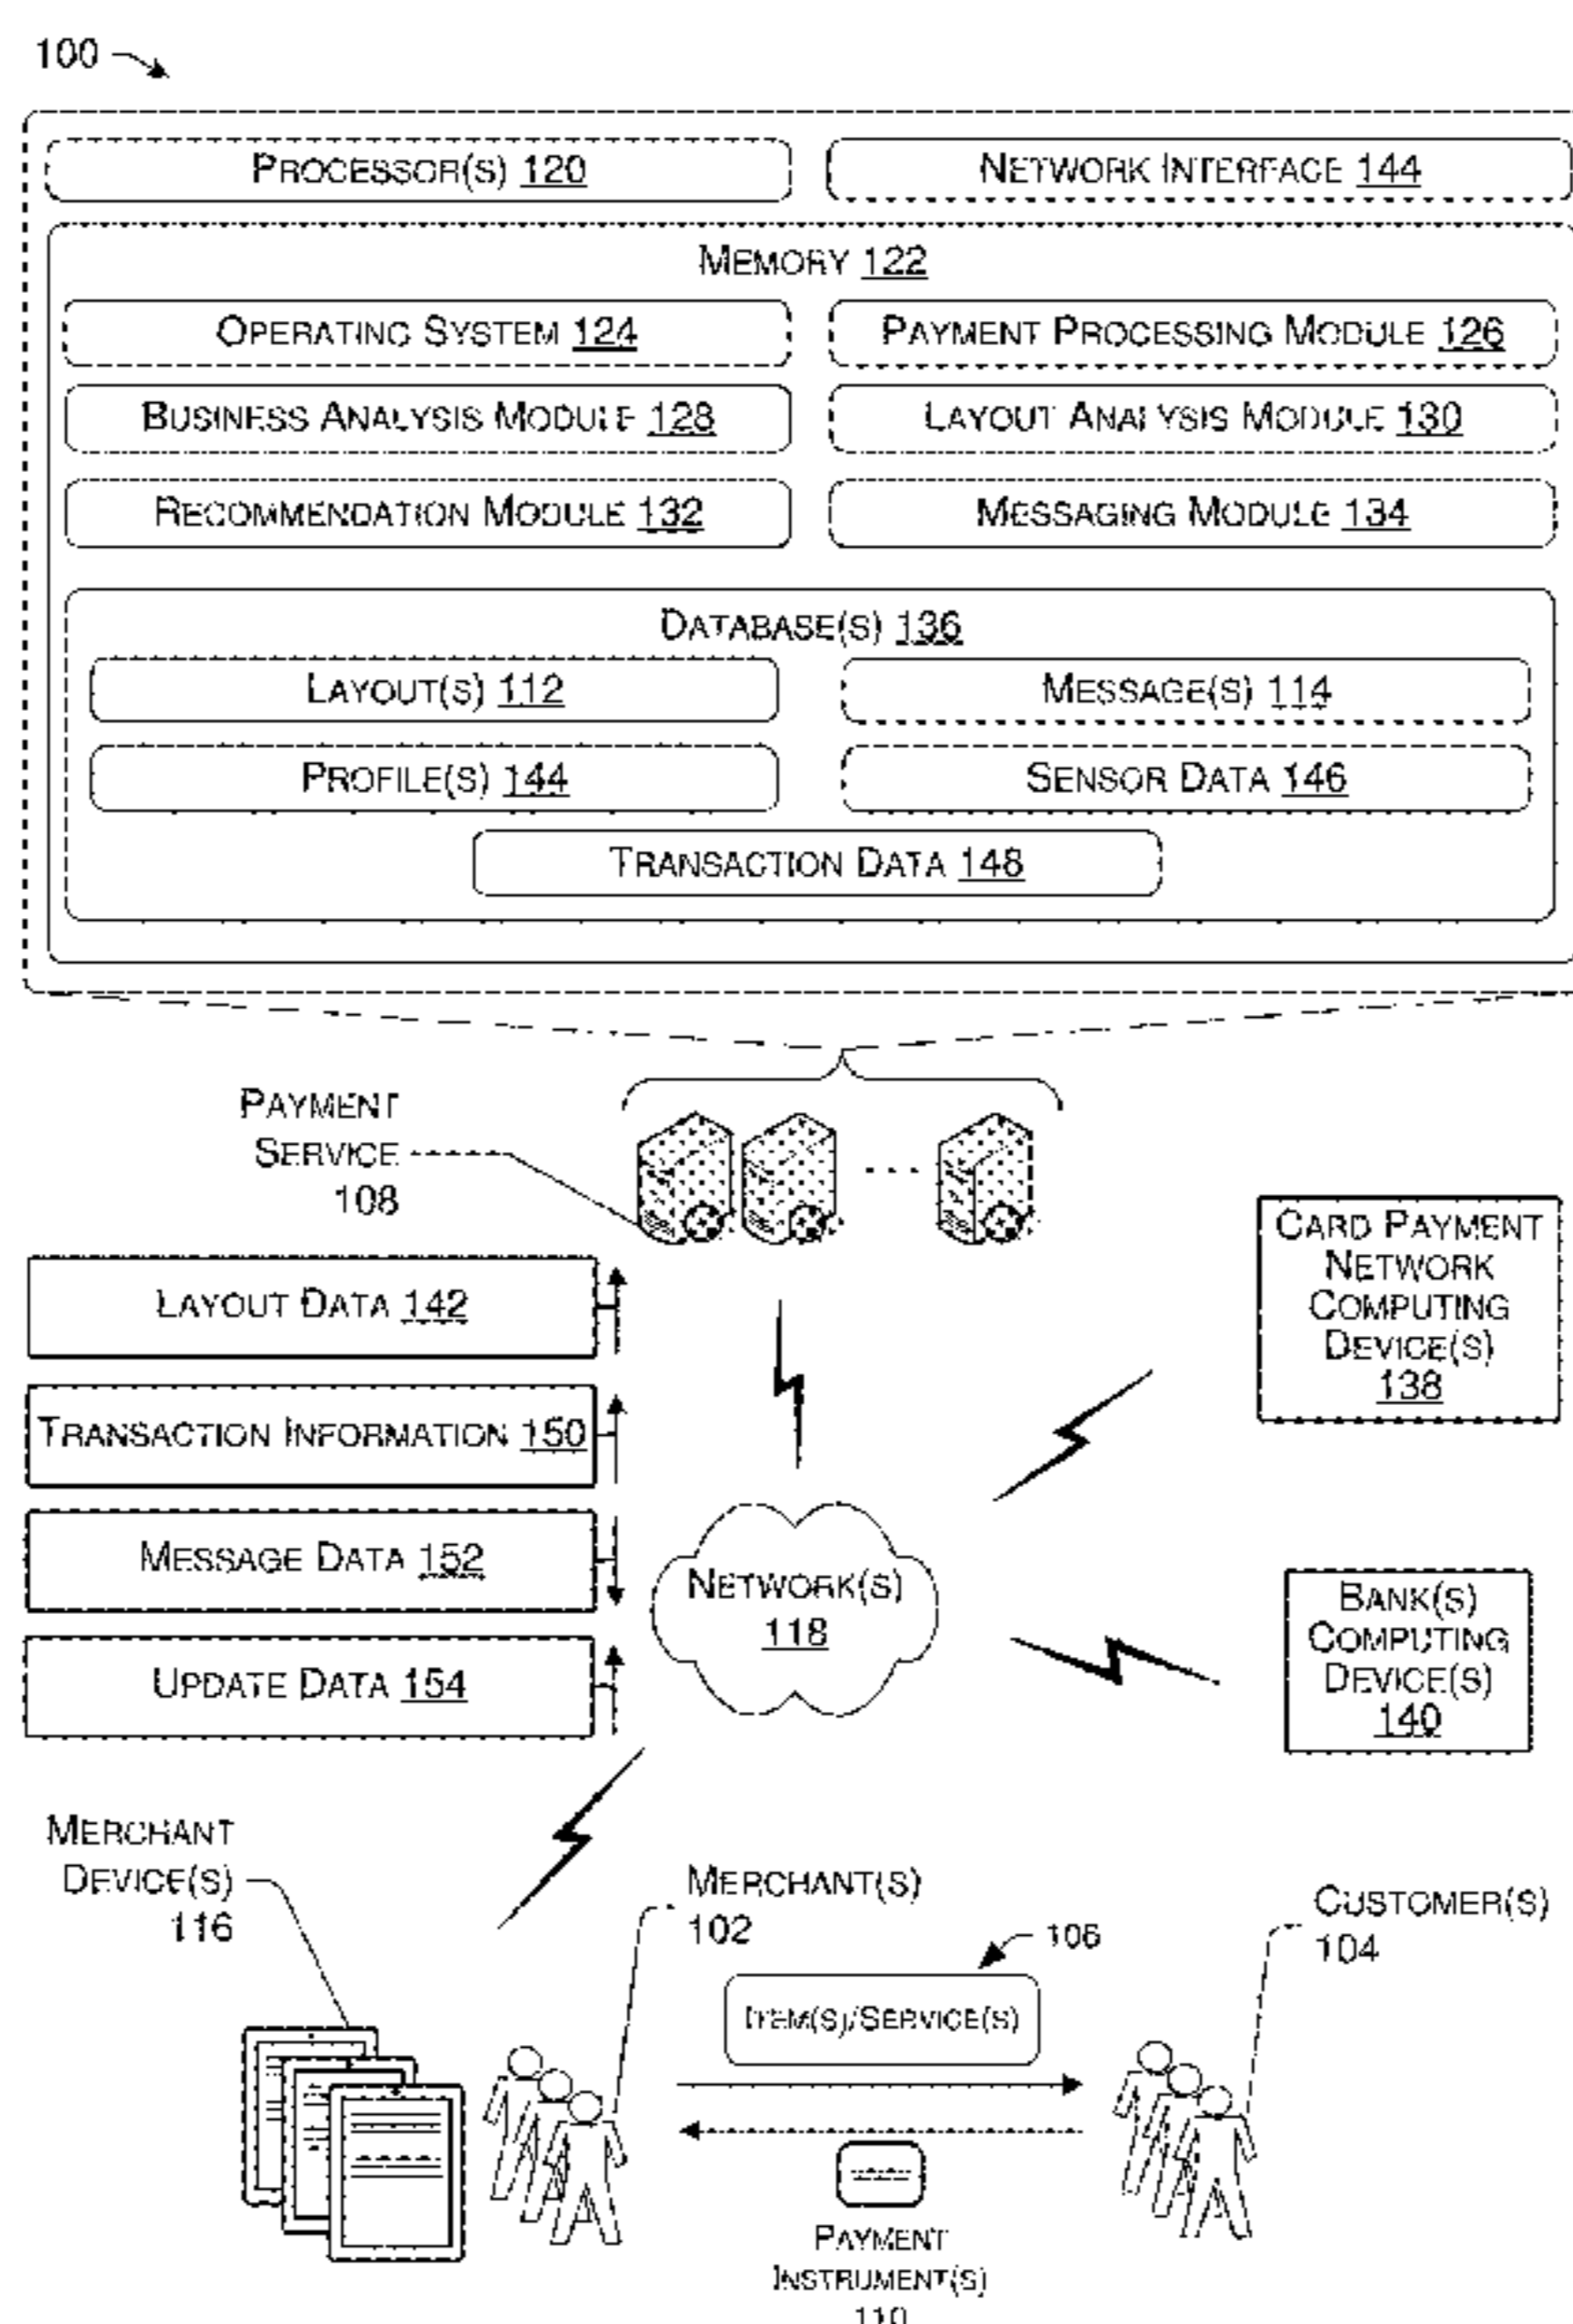 100
PROCESSOR(S) 120
NETWORK INTERFACE 144
MEMORY 122
OPERATING SYSTEM 124
PAYMENT PROCESSING MODULE 126
BUSINESS ANALYSIS MODULE 128
LAYOUT ANALYSIS MODULE 130
RECOMMENDATION MODULE 132
MESSAGING MODULE 134
DATABASE(S) 136
LAYOUT(S) 112
MESSAGE(S) 114
PROFILE(S) 144
SENSOR DATA 146
TRANSACTION DATA 148
PAYMENT
SERVICE
108
CARD PAYMENT
NETWORK
COMPUTING
DEVICE(S)
138
LAYOUT DATA 142
TRANSACTION INFORMATION 150
MESSAGE DATA 152
UPDATE DATA 154
NETWORK(S)
118
BANK(S)
COMPUTING
DEVICE(S)
140
MERCHANT
DEVICE(S)
116
MERCHANT(S)
102
106
CUSTOMER(S)
104
ITEM(S)/SERVICE(S)
PAYMENT
INSTRUMENT(S)
110